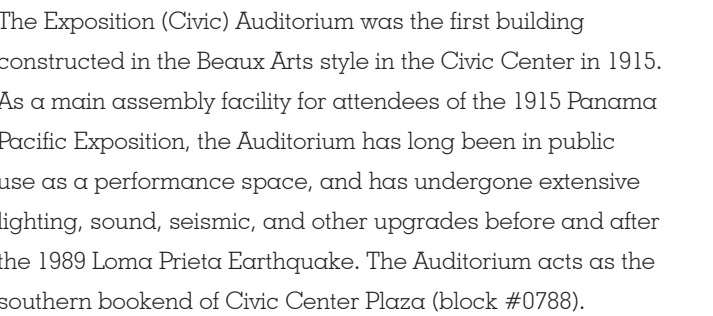 The Exposition (Civic) Auditorium was the first building
constructed in the Beaux Arts style in the Civic Center in 1915.
As a main assembly facility for attendees of the 1915 Panama
Pacific Exposition, the Auditorium has long been in public
use as a performance space, and has undergone extensive
lighting, sound, seismic, and other upgrades before and after
the 1989 Loma Prieta Earthquake. The Auditorium acts as the
southern bookend of Civic Center Plaza (block #0788).